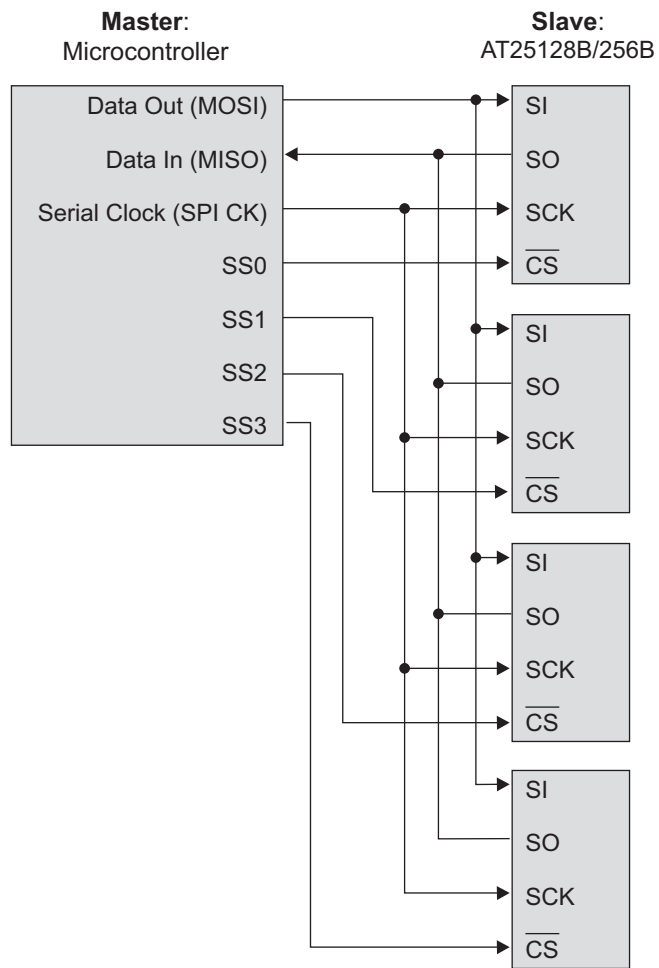 Master:
Microcontroller
Slave:
AT25128B/256B
Data Out (MOSI)
Data In (MISO)
Serial Clock (SPI CK)
SS0
SS1
SS2
SS3
SI
SO
SCK
CS
SI
SO
SCK
CS
SI
SO
SCK
CS
SI
SO
SCK
CS